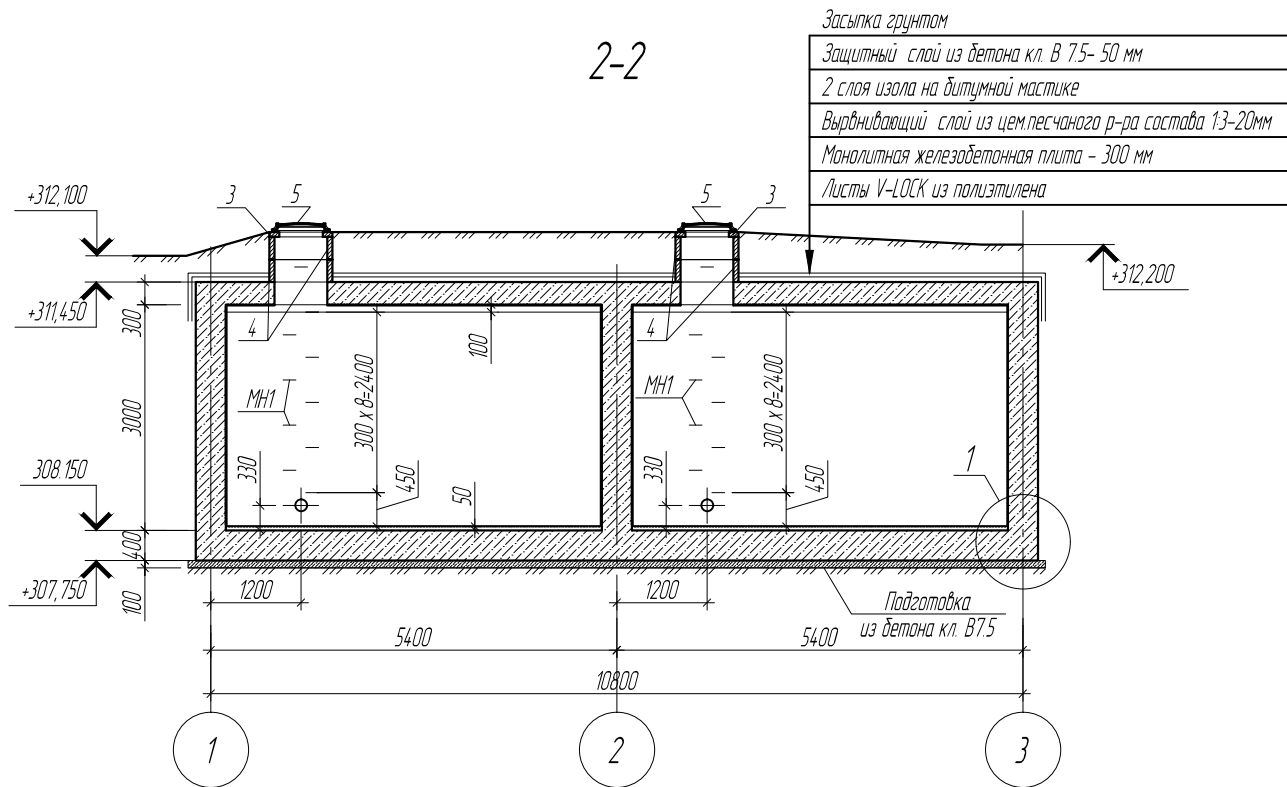 2-2
Засыпка грунтом
Защитный слой из бетона кл. В 7.5- 50 мм
2 слоя изола на битумной мастике
Вырвнивающий слой из цем.песчаного р-ра состава 1:3-20мм
Монолитная железобетонная плита - 300 мм
Листы V-LOCK из полиэтилена
+312,100
3
5
5
3
+312,200
+311,450
300
4
100
4
МН1
300 x 8=2400
МН1
300 x 8=2400
3000
308.150
330
450
50
330
450
1
400
+307,750
100
1200
1200
Подготовка
из бетона кл. В7.5
5400
5400
10800
1
2
3